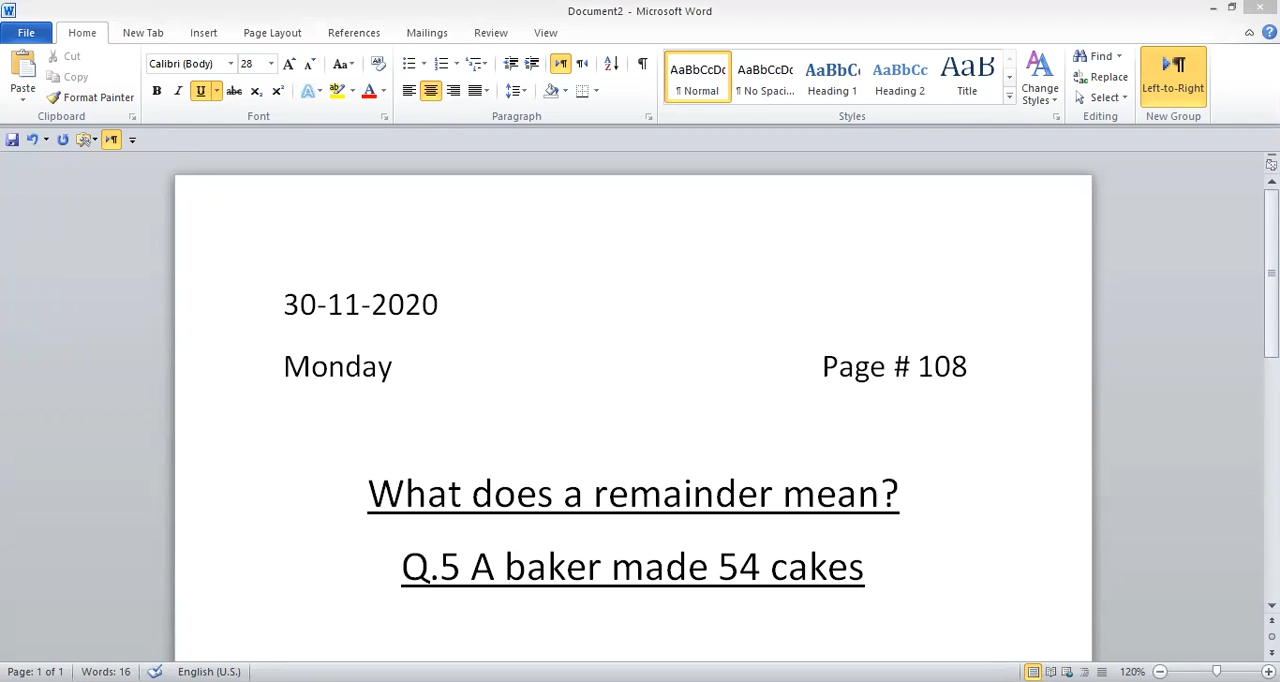 Document2 - Microsoft Word
File Home New Tab Insert Page Layout References Mailings Review View
Paste
Cut
Copy
Format Painter
Clipboard
Calibri (Body) 28
Font
Paragraph
AaBbCcDc AaBbCcDc AaBbC AaBbCc AaB
¶ Normal ¶ No Spaci... Heading 1 Heading 2 Title
Change Styles
Styles
Find
Replace
Select
Editing
Left-to-Right
New Group
30-11-2020
Monday Page # 108
What does a remainder mean?
Q.5 A baker made 54 cakes
Page: 1 of 1 Words: 16 English (U.S.) 120%